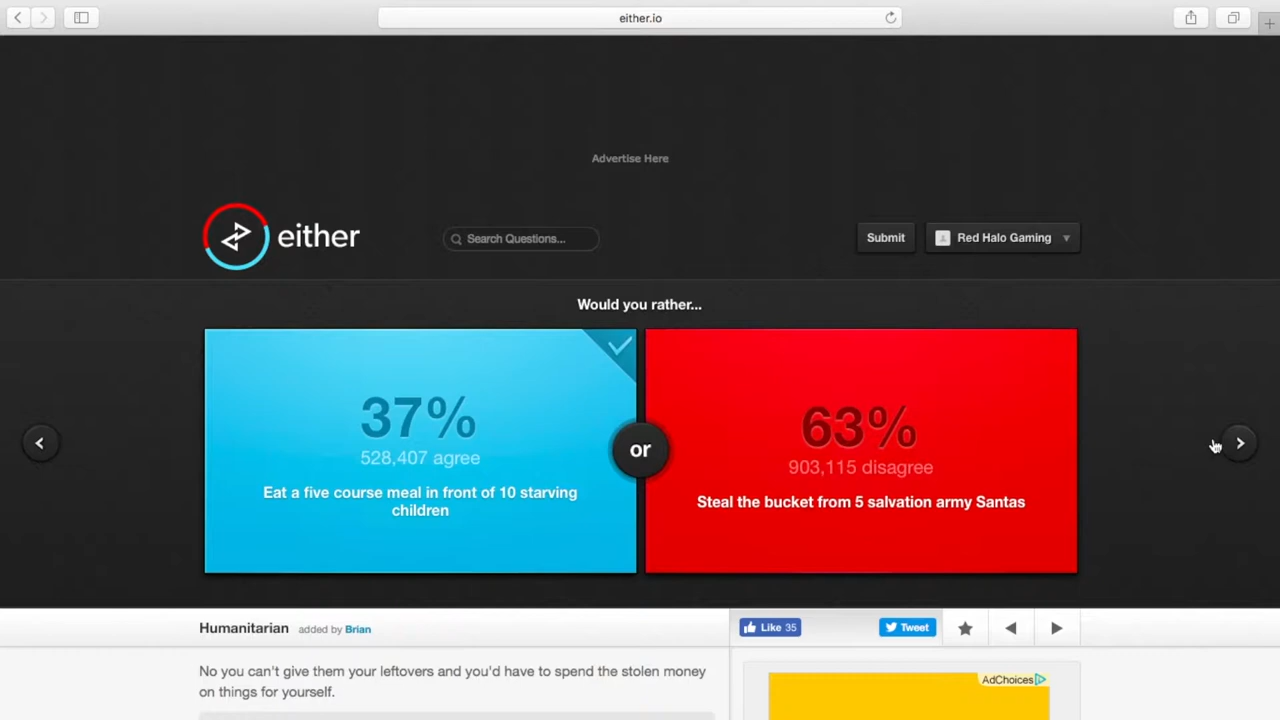 either.io
Advertise Here
either
Search Questions...
Submit
Red Halo Gaming
Would you rather...
37%
528,407 agree
Eat a five course meal in front of 10 starving
children
or
63%
903,115 disagree
Steal the bucket from 5 salvation army Santas
Humanitarian added by Brian
Like 35
Tweet
No you can't give them your leftovers and you'd have to spend the stolen money
on things for yourself.
AdChoices